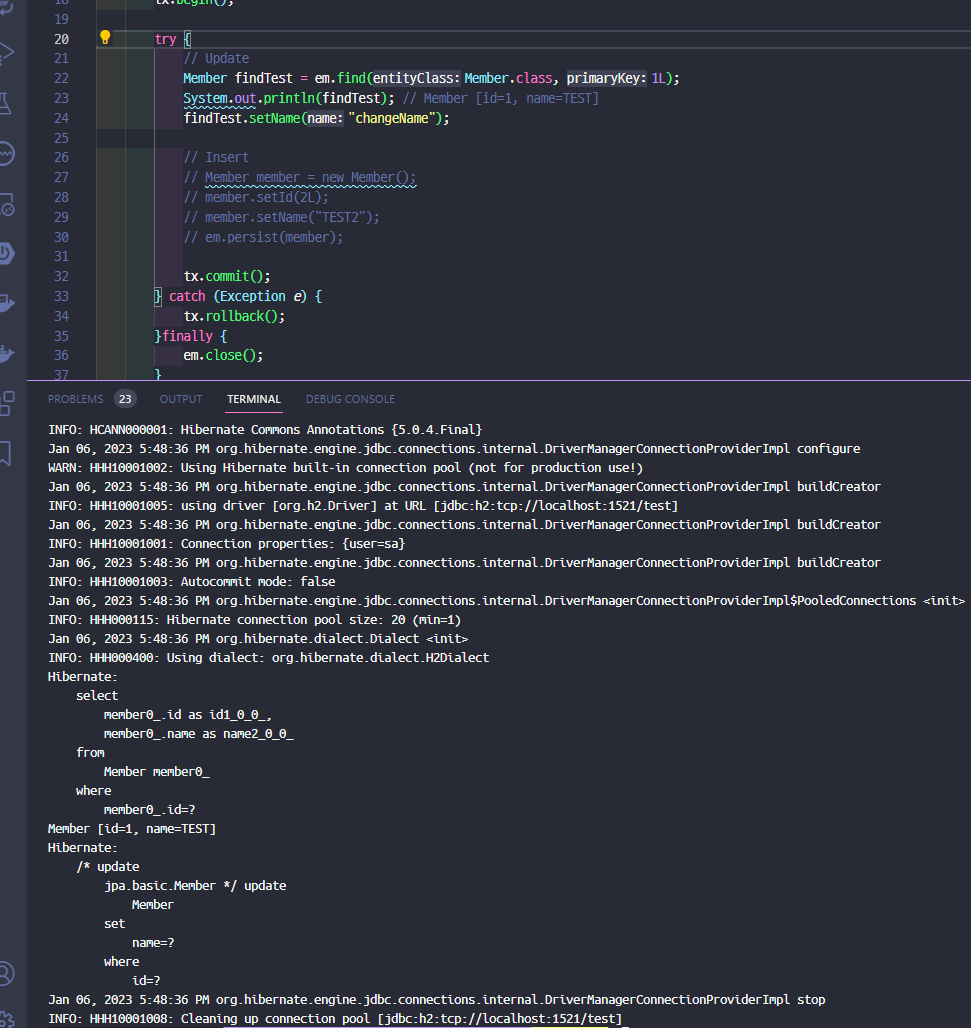 18 tx.begin();
19
20 try {
21 // Update
22 Member findTest = em.find(entityClass: Member.class, primaryKey: 1L);
23 System.out.println(findTest); // Member [id=1, name=TEST]
24 findTest.setName(name: "changeName");
25
26 // Insert
27 // Member member = new Member();
28 // member.setId(2L);
29 // member.setName("TEST2");
30 // em.persist(member);
31
32 tx.commit();
33 } catch (Exception e) {
34 tx.rollback();
35 }finally {
36 em.close();
37 }
PROBLEMS 23 OUTPUT TERMINAL DEBUG CONSOLE
INFO: HCANN000001: Hibernate Commons Annotations {5.0.4.Final}
Jan 06, 2023 5:48:36 PM org.hibernate.engine.jdbc.connections.internal.DriverManagerConnectionProviderImpl configure
WARN: HHH10001002: Using Hibernate built-in connection pool (not for production use!)
Jan 06, 2023 5:48:36 PM org.hibernate.engine.jdbc.connections.internal.DriverManagerConnectionProviderImpl buildCreator
INFO: HHH10001005: using driver [org.h2.Driver] at URL [jdbc:h2:tcp://localhost:1521/test]
Jan 06, 2023 5:48:36 PM org.hibernate.engine.jdbc.connections.internal.DriverManagerConnectionProviderImpl buildCreator
INFO: HHH10001001: Connection properties: {user=sa}
Jan 06, 2023 5:48:36 PM org.hibernate.engine.jdbc.connections.internal.DriverManagerConnectionProviderImpl buildCreator
INFO: HHH10001003: Autocommit mode: false
Jan 06, 2023 5:48:36 PM org.hibernate.engine.jdbc.connections.internal.DriverManagerConnectionProviderImpl$PooledConnections <init>
INFO: HHH000115: Hibernate connection pool size: 20 (min=1)
Jan 06, 2023 5:48:36 PM org.hibernate.dialect.Dialect <init>
INFO: HHH000400: Using dialect: org.hibernate.dialect.H2Dialect
Hibernate:
select
member0_.id as id1_0_0_,
member0_.name as name2_0_0_
from
Member member0_
where
member0_.id=?
Member [id=1, name=TEST]
Hibernate:
/* update
jpa.basic.Member */ update
Member
set
name=?
where
id=?
Jan 06, 2023 5:48:36 PM org.hibernate.engine.jdbc.connections.internal.DriverManagerConnectionProviderImpl stop
INFO: HHH10001008: Cleaning up connection pool [jdbc:h2:tcp://localhost:1521/test]